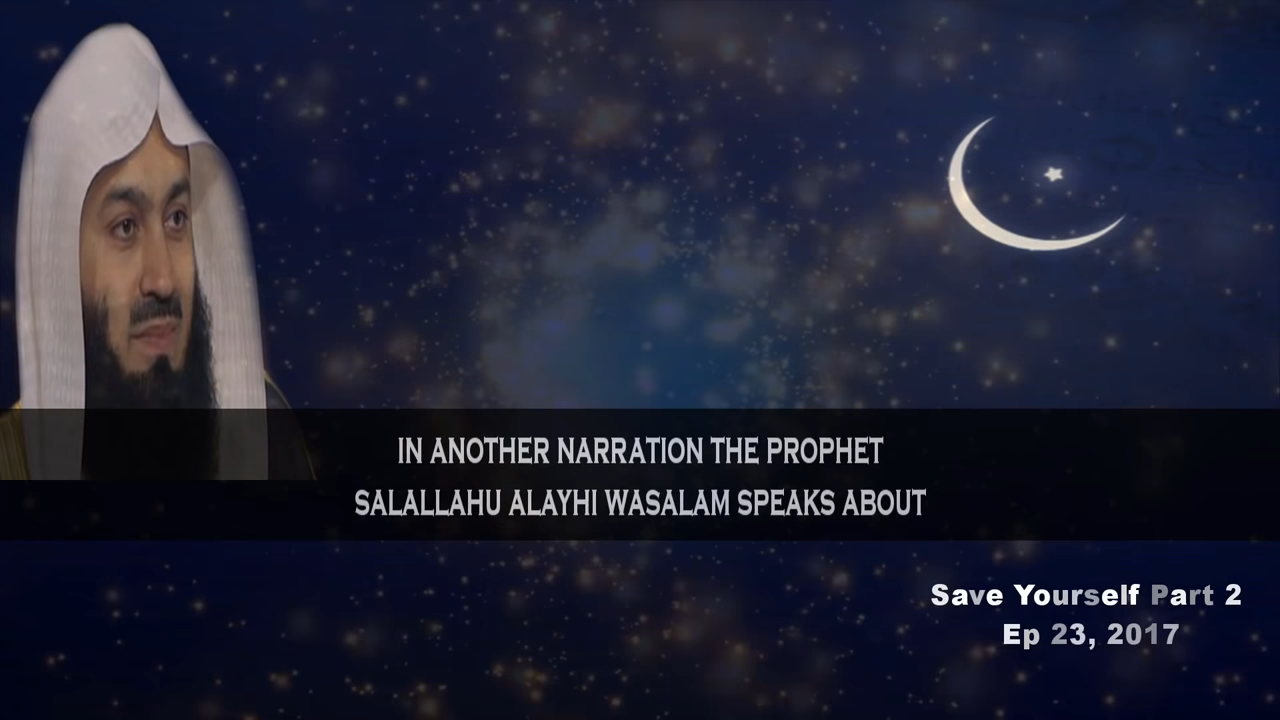 IN ANOTHER NARRATION THE PROPHET
SALALLAHU ALAYHI WASALAM SPEAKS ABOUT
Save Yourself Part 2
Ep 23, 2017